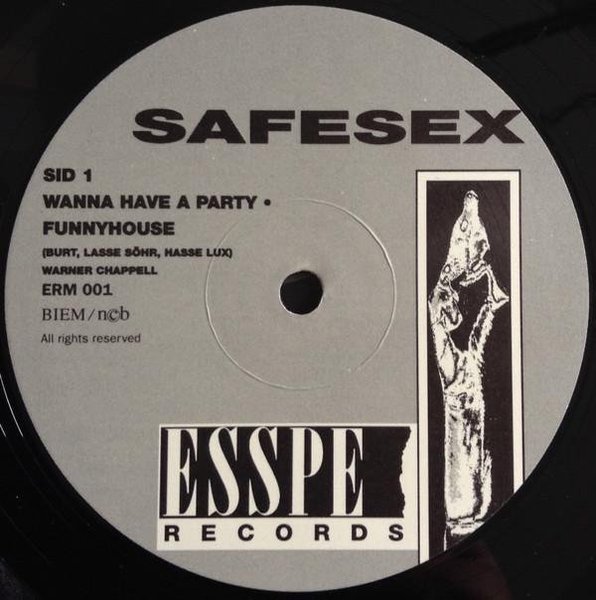 SAFESEX
SID 1
WANNA HAVE A PARTY •
FUNNYHOUSE
(BURT, LASSE SÖHR, HASSE LUX)
WARNER CHAPPELL
ERM 001
BIEM/n©b
All rights reserved
ESSPE
RECORDS